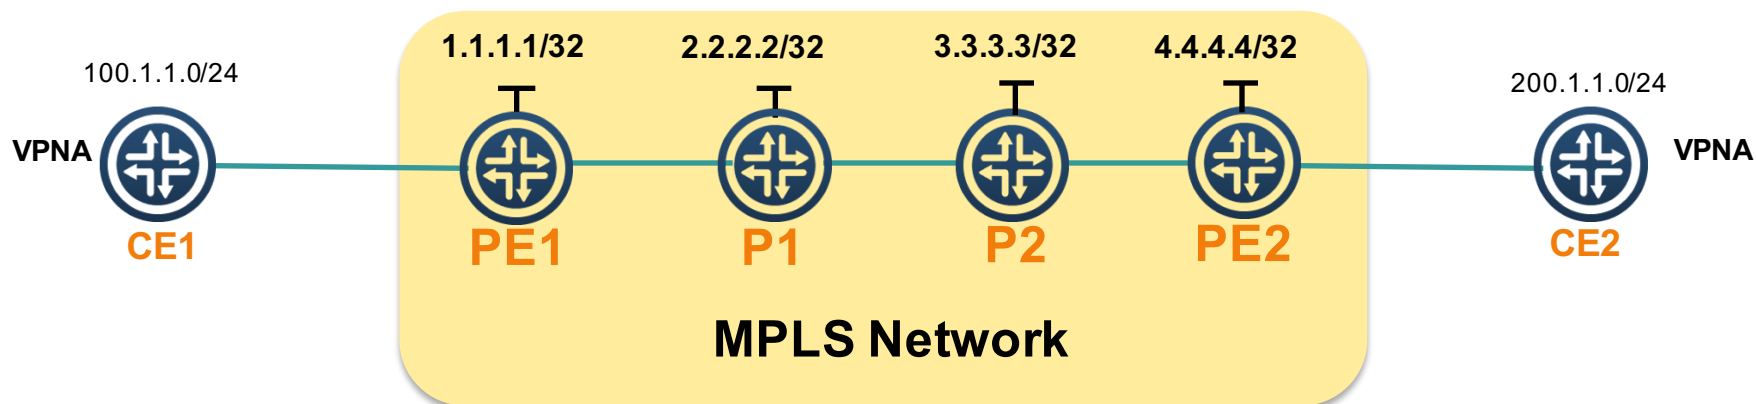 1.1.1.1/32
2.2.2.2/32
3.3.3.3/32
4.4.4.4/32
100.1.1.0/24
200.1.1.0/24
VPNA
VPNA
CE1
PE1
P1
P2
PE2
CE2
MPLS Network